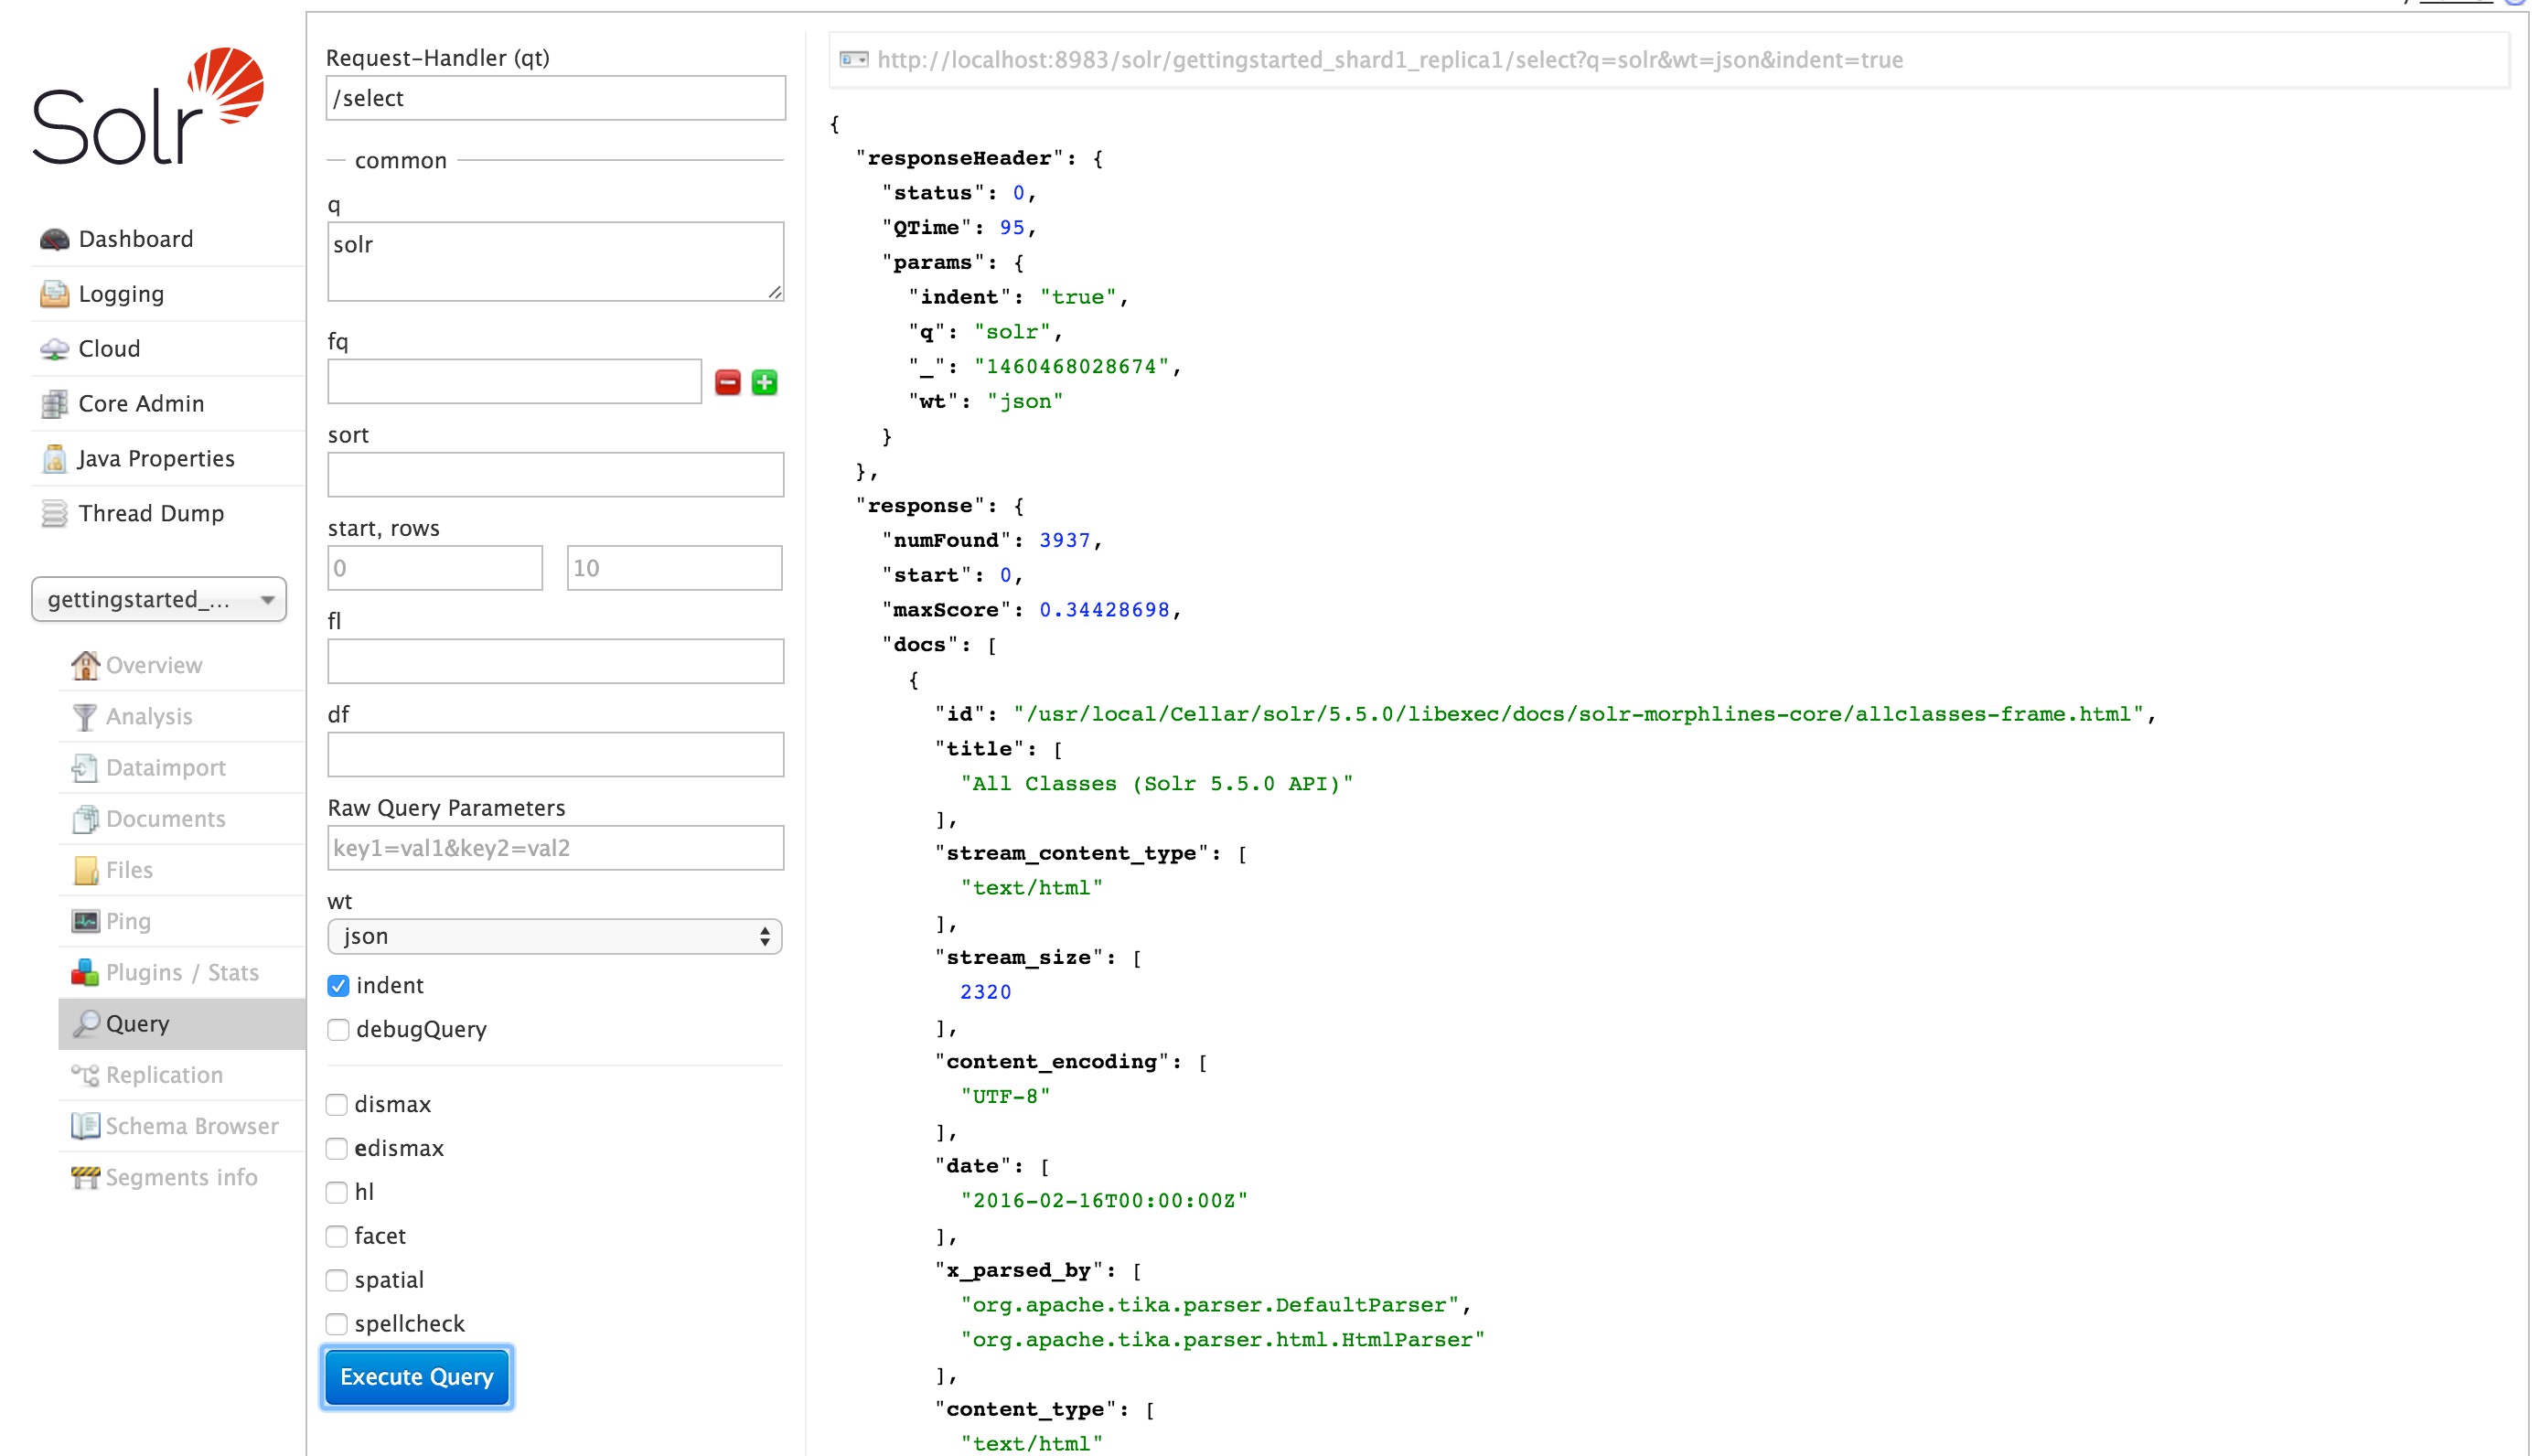 Solr
Dashboard
Logging
Cloud
Core Admin
Java Properties
Thread Dump
gettingstarted_...
Overview
Analysis
Dataimport
Documents
Files
Ping
Plugins / Stats
Query
Replication
Schema Browser
Segments info
Request-Handler (qt)
/select
common
q
solr
fq
sort
start, rows
0 10
fl
df
Raw Query Parameters
key1=val1&key2=val2
wt
json
indent
debugQuery
dismax
edismax
hl
facet
spatial
spellcheck
Execute Query
http://localhost:8983/solr/gettingstarted_shard1_replica1/select?q=solr&wt=json&indent=true
{
"responseHeader": {
"status": 0,
"QTime": 95,
"params": {
"indent": "true",
"q": "solr",
"_": "1460468028674",
"wt": "json"
}
},
"response": {
"numFound": 3937,
"start": 0,
"maxScore": 0.34428698,
"docs": [
{
"id": "/usr/local/Cellar/solr/5.5.0/libexec/docs/solr-morphlines-core/allclasses-frame.html",
"title": [
"All Classes (Solr 5.5.0 API)"
],
"stream_content_type": [
"text/html"
],
"stream_size": [
2320
],
"content_encoding": [
"UTF-8"
],
"date": [
"2016-02-16T00:00:00Z"
],
"x_parsed_by": [
"org.apache.tika.parser.DefaultParser",
"org.apache.tika.parser.html.HtmlParser"
],
"content_type": [
"text/html"